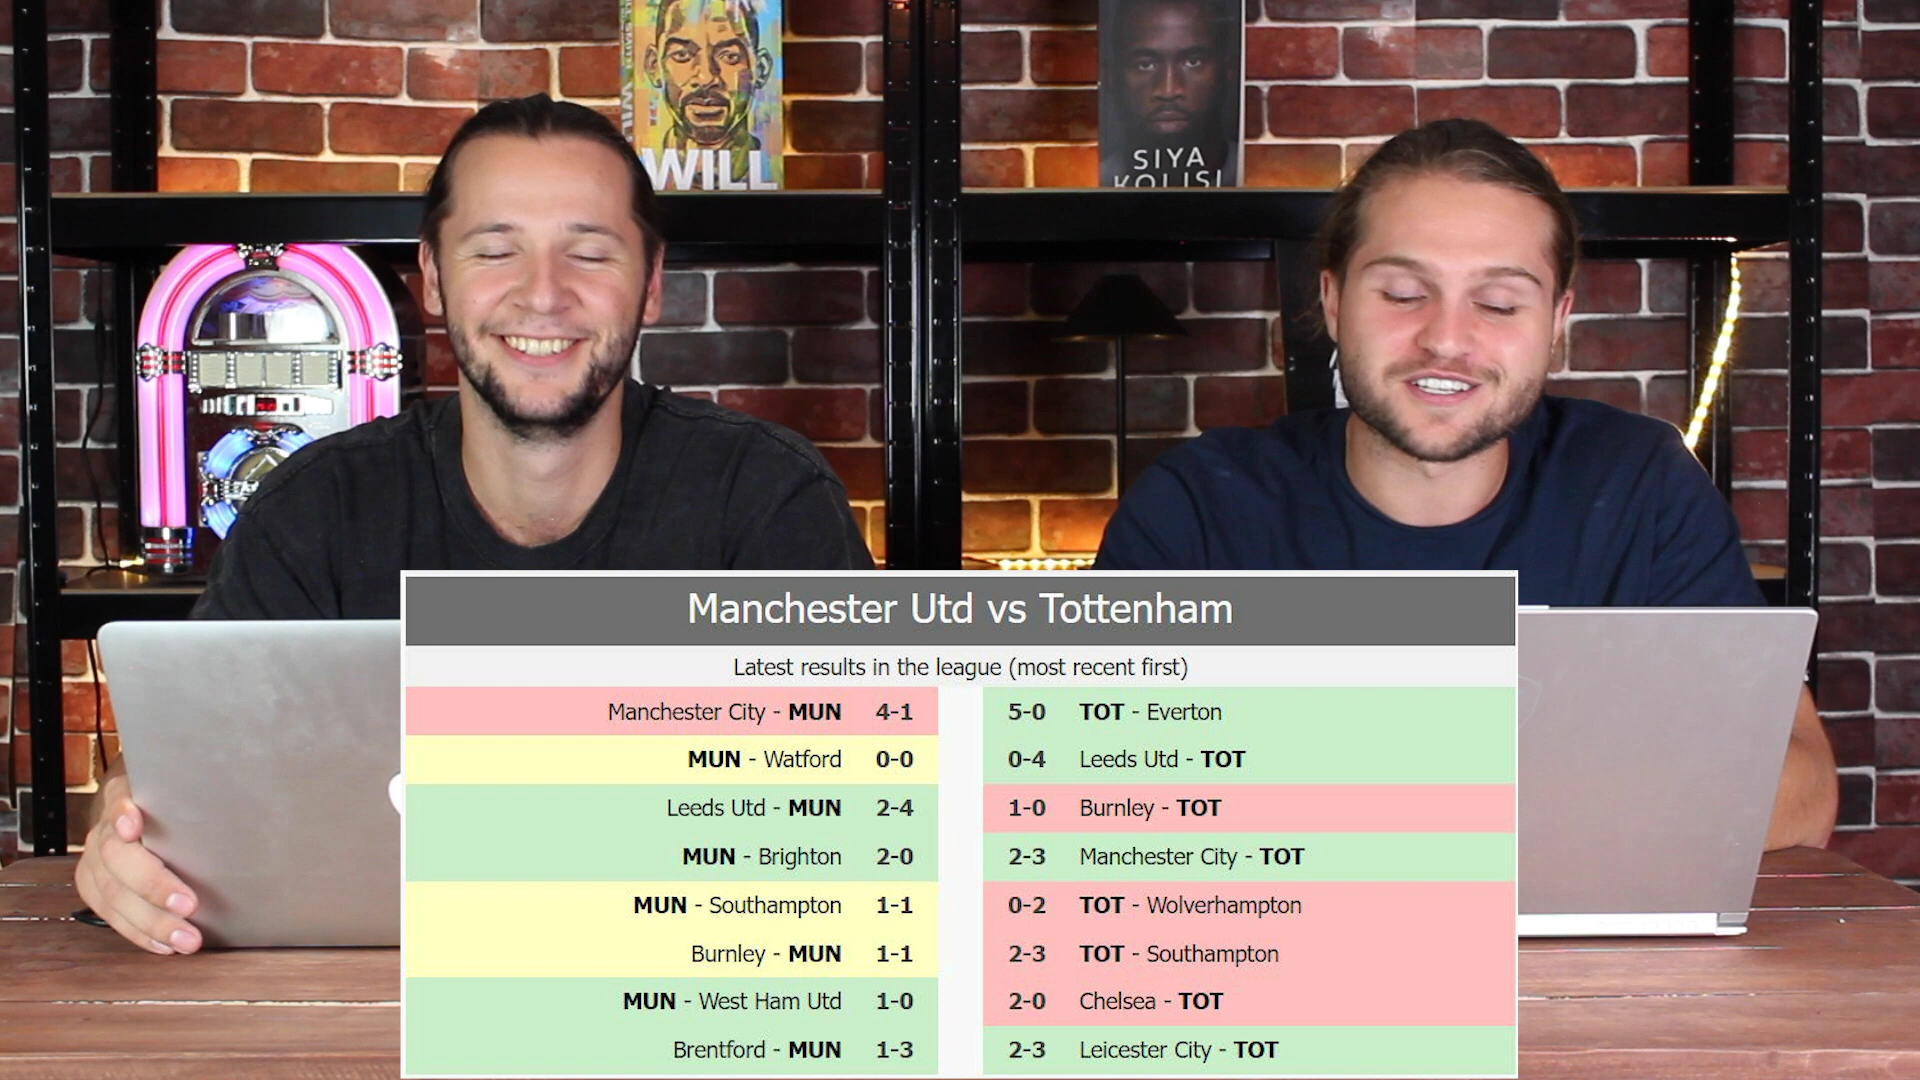 WILL
WILL
SIYA
KOLISI
Manchester Utd vs Tottenham
Latest results in the league (most recent first)
Manchester City - MUN 4-1 5-0 TOT - Everton
MUN - Watford 0-0 0-4 Leeds Utd - TOT
Leeds Utd - MUN 2-4 1-0 Burnley - TOT
MUN - Brighton 2-0 2-3 Manchester City - TOT
MUN - Southampton 1-1 0-2 TOT - Wolverhampton
Burnley - MUN 1-1 2-3 TOT - Southampton
MUN - West Ham Utd 1-0 2-0 Chelsea - TOT
Brentford - MUN 1-3 2-3 Leicester City - TOT